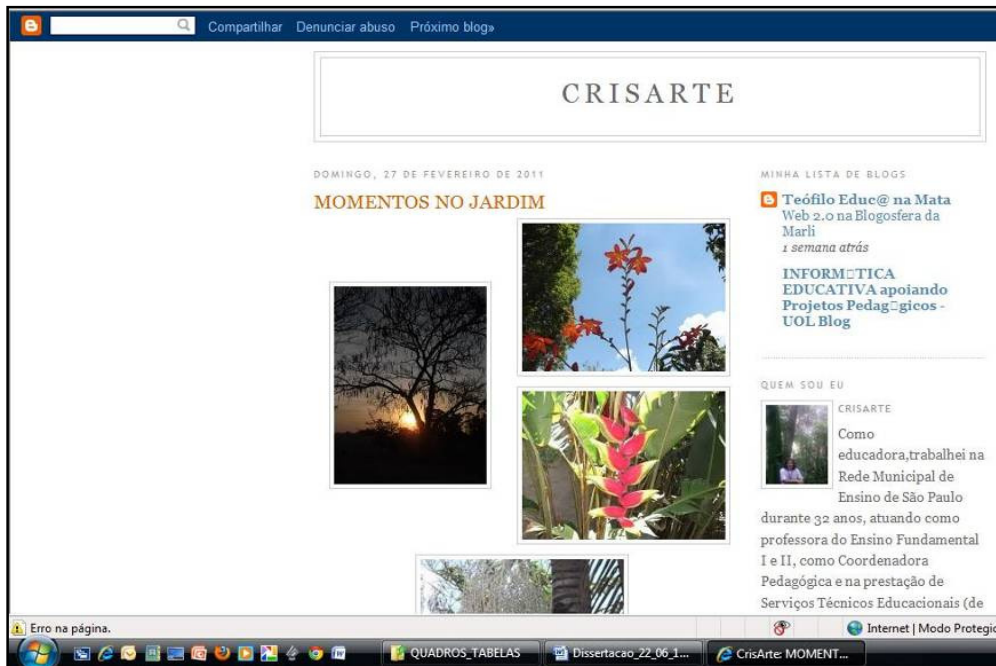 Compartilhar Denunciar abuso Próximo blog»
CRISARTE
DOMINGO, 27 DE FEVEREIRO DE 2011
MOMENTOS NO JARDIM
MINHA LISTA DE BLOGS
Teófilo Educ@ na Mata
Web 2.0 na Blogosfera da
Marli
1 semana atrás
INFORM□TICA
EDUCATIVA apoiando
Projetos Pedag□gicos -
UOL Blog
QUEM SOU EU
CRISARTE
Como
educadora,trabalhei na
Rede Municipal de
Ensino de São Paulo
durante 32 anos, atuando como
professora do Ensino Fundamental
I e II, como Coordenadora
Pedagógica e na prestação de
Serviços Técnicos Educacionais (de
Erro na página.
Internet | Modo Protegid
QUADROS_TABELAS
Dissertacao_22_06_1...
CrisArte: MOMENT...